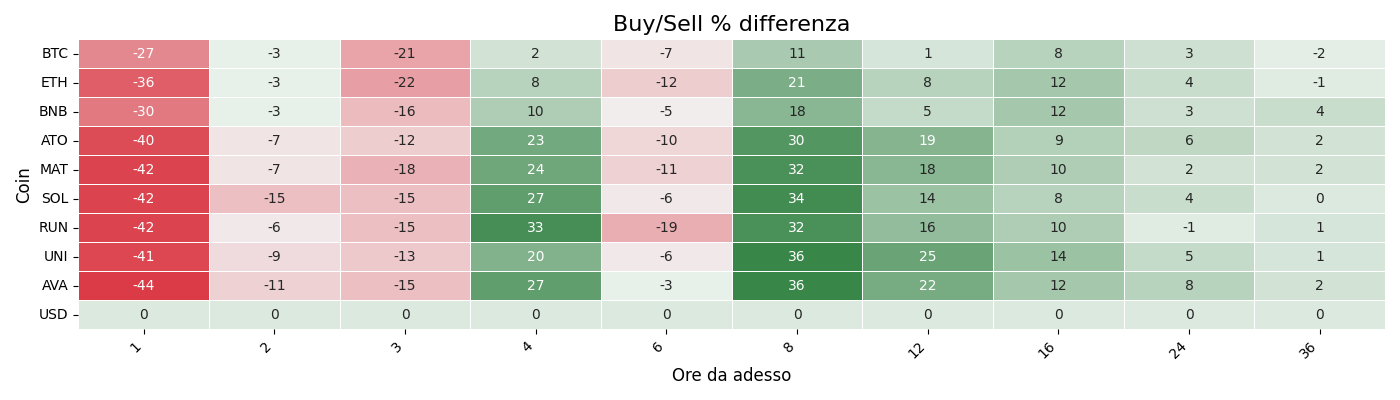 Buy/Sell % differenza
Coin
BTC -27 -3 -21 2 -7 11 1 8 3 -2
ETH -36 -3 -22 8 -12 21 8 12 4 -1
BNB -30 -3 -16 10 -5 18 5 12 3 4
ATO -40 -7 -12 23 -10 30 19 9 6 2
MAT -42 -7 -18 24 -11 32 18 10 2 2
SOL -42 -15 -15 27 -6 34 14 8 4 0
RUN -42 -6 -15 33 -19 32 16 10 -1 1
UNI -41 -9 -13 20 -6 36 25 14 5 1
AVA -44 -11 -15 27 -3 36 22 12 8 2
USD 0 0 0 0 0 0 0 0 0 0
1 2 3 4 6 8 12 16 24 36
Ore da adesso